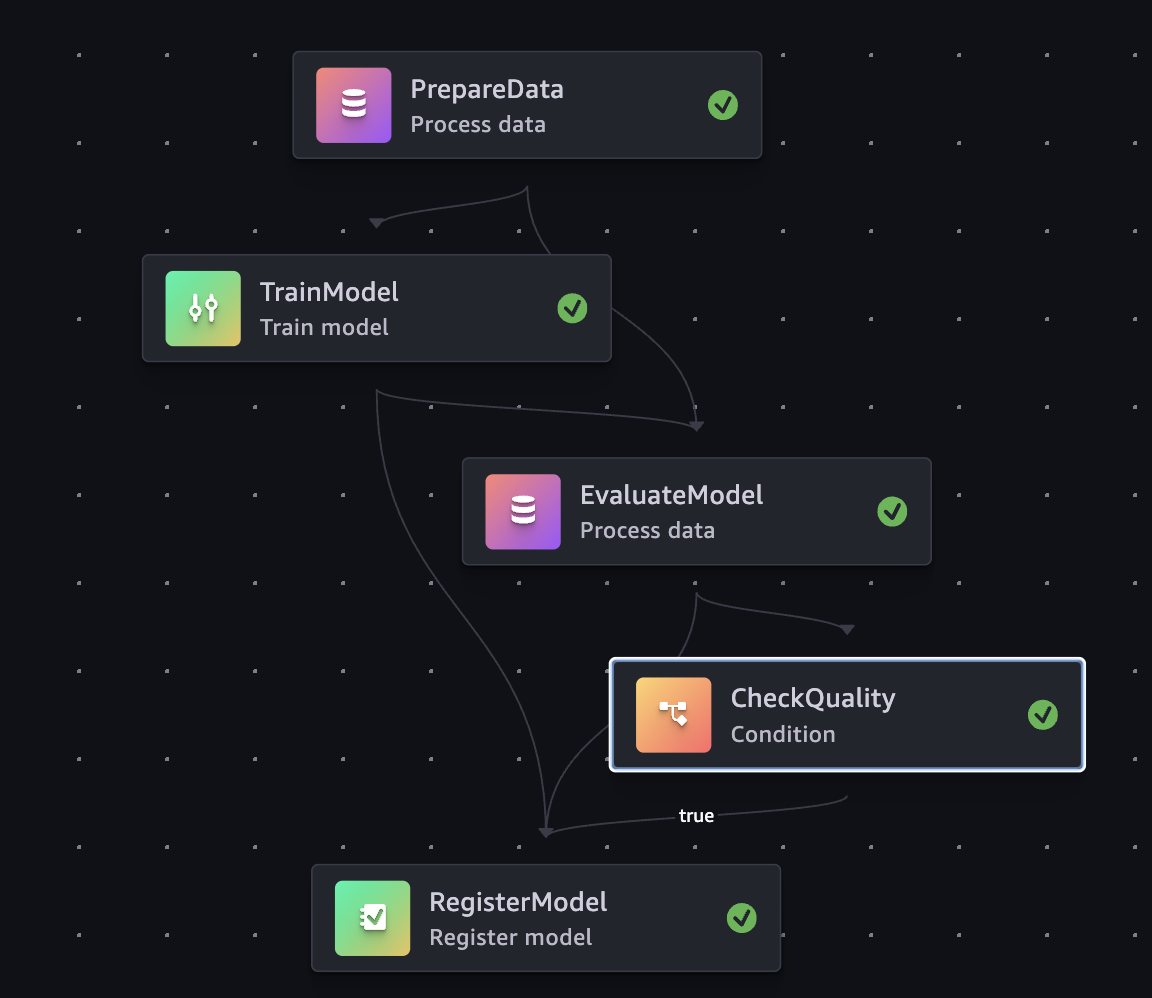 PrepareData
Process data
TrainModel
Train model
EvaluateModel
Process data
CheckQuality
Condition
true
RegisterModel
Register model